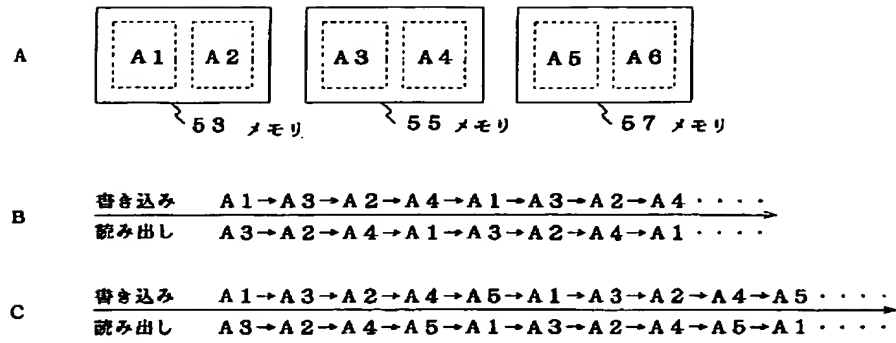 A
A1 A2 A3 A4 A5 A6
53 メモリ 55 メモリ 57 メモリ
B
書き込み A1→A3→A2→A4→A1→A3→A2→A4・・・・
読み出し A3→A2→A4→A1→A3→A2→A4→A1・・・・
C
書き込み A1→A3→A2→A4→A5→A1→A3→A2→A4→A5・・・・
読み出し A3→A2→A4→A5→A1→A3→A2→A4→A5→A1・・・・